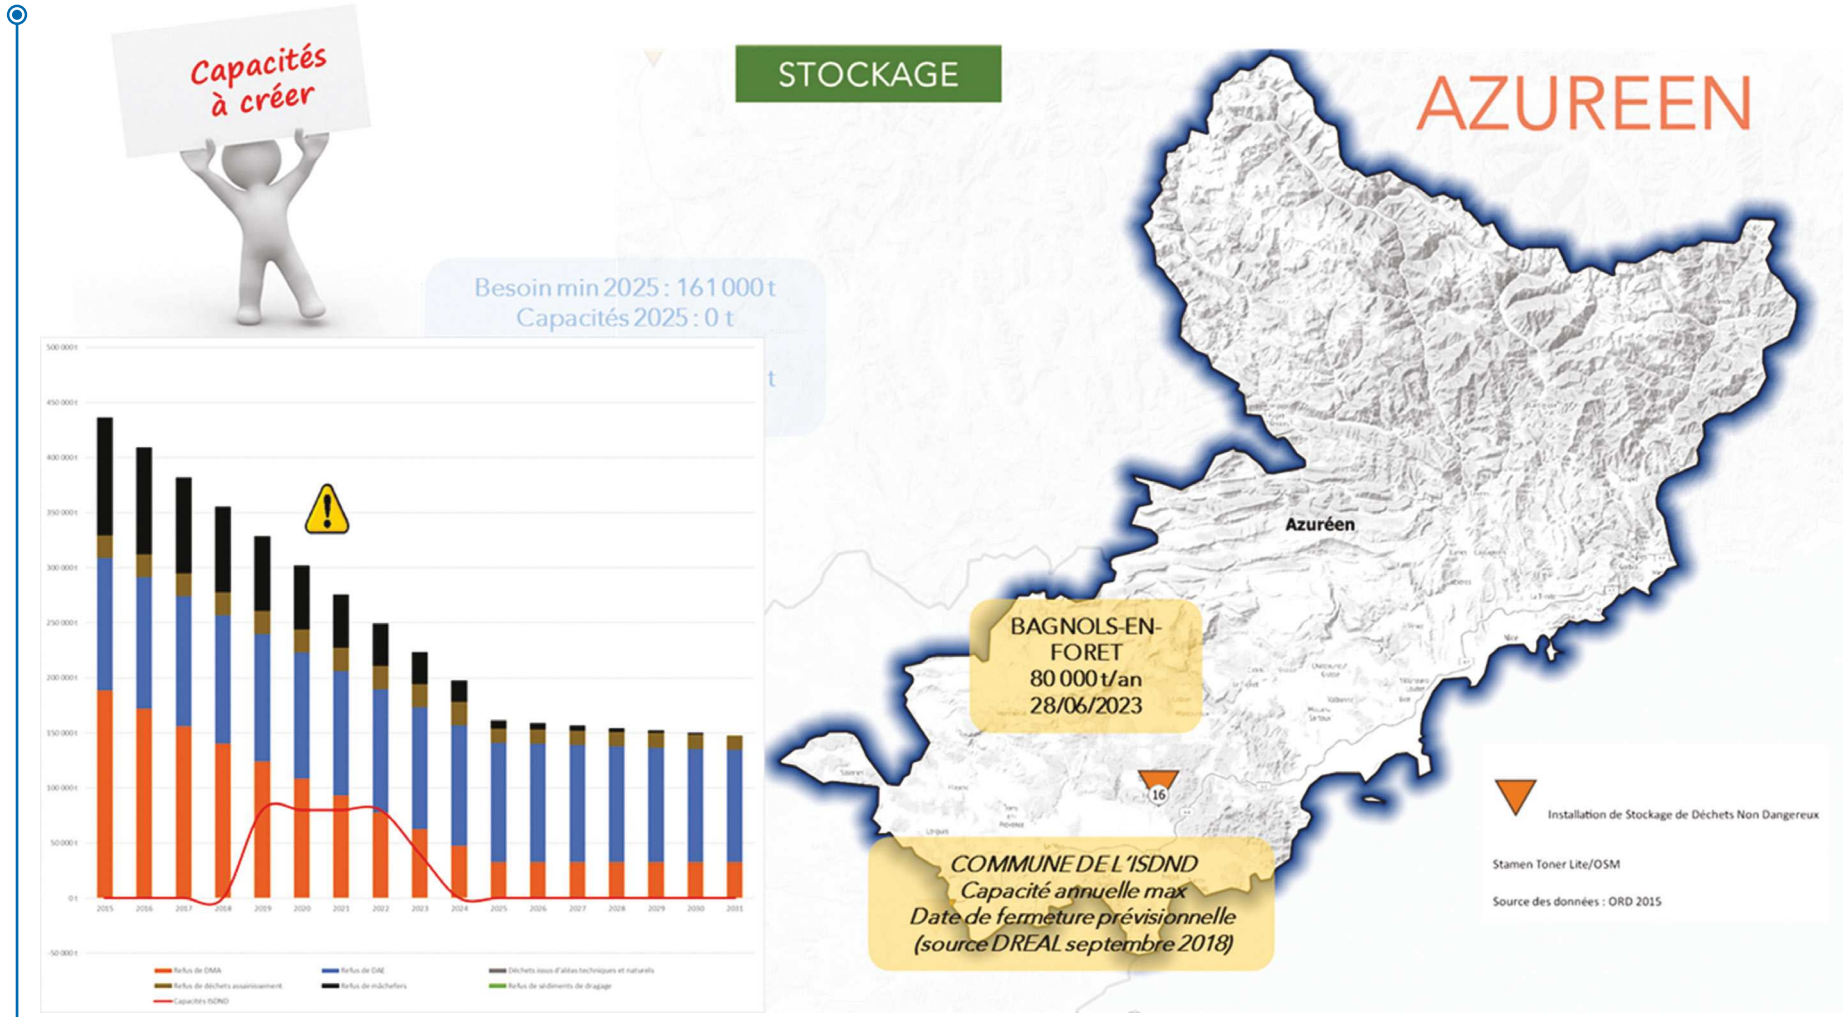 Capacités
à créer
STOCKAGE
AZUREEN
Besoin min 2025 : 161 000 t
Capacités 2025 : 0 t
t
500 000 t
450 000 t
400 000 t
350 000 t
300 000 t
250 000 t
200 000 t
150 000 t
100 000 t
50 000 t
0 t
-50 000 t
2015 2016 2017 2018 2019 2020 2021 2022 2023 2024 2025 2026 2027 2028 2029 2030 2031
Refus de DMA
Refus de DAE
Déchets issus d'aléas techniques et naturels
Refus de déchets assainissement
Refus de mâchefers
Refus de sédiments de dragage
Capacités ISDND
Azuréen
BAGNOLS-EN-
FORET
80 000 t/an
28/06/2023
16
Nice
COMMUNE DE L'ISDND
Capacité annuelle max
Date de fermeture prévisionnelle
(source DREAL septembre 2018)
Installation de Stockage de Déchets Non Dangereux
Stamen Toner Lite/OSM
Source des données : ORD 2015